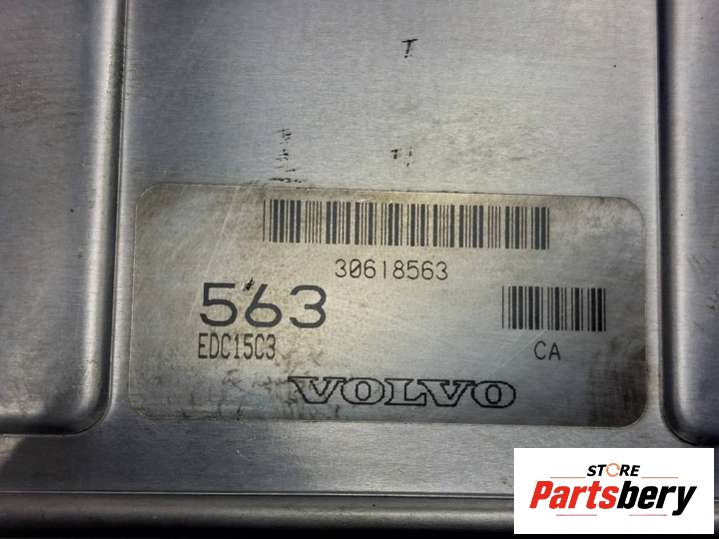 30618563
563
EDC15C3
CA
VOLVO
STORE
Partsbery